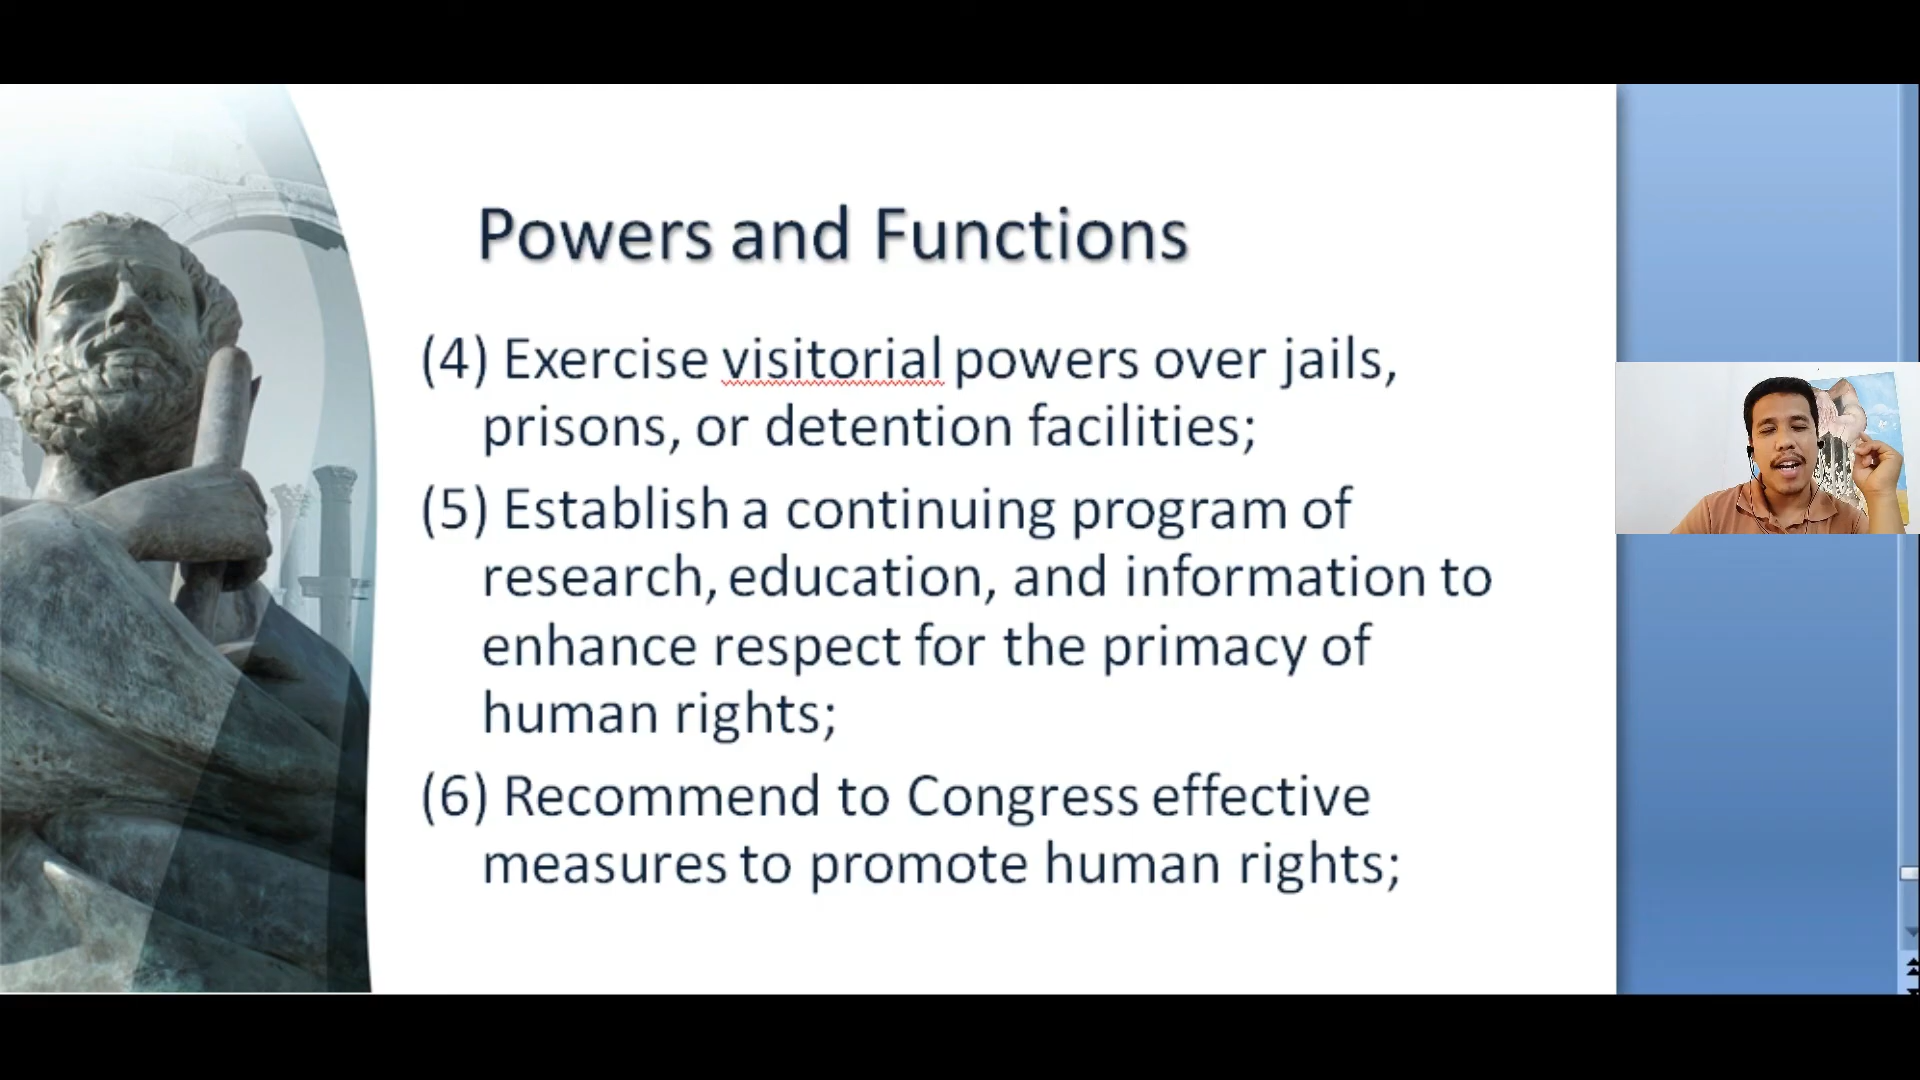 Powers and Functions
(4) Exercise visitorial powers over jails,
prisons, or detention facilities;
(5) Establish a continuing program of
research, education, and information to
enhance respect for the primacy of
human rights;
(6) Recommend to Congress effective
measures to promote human rights;